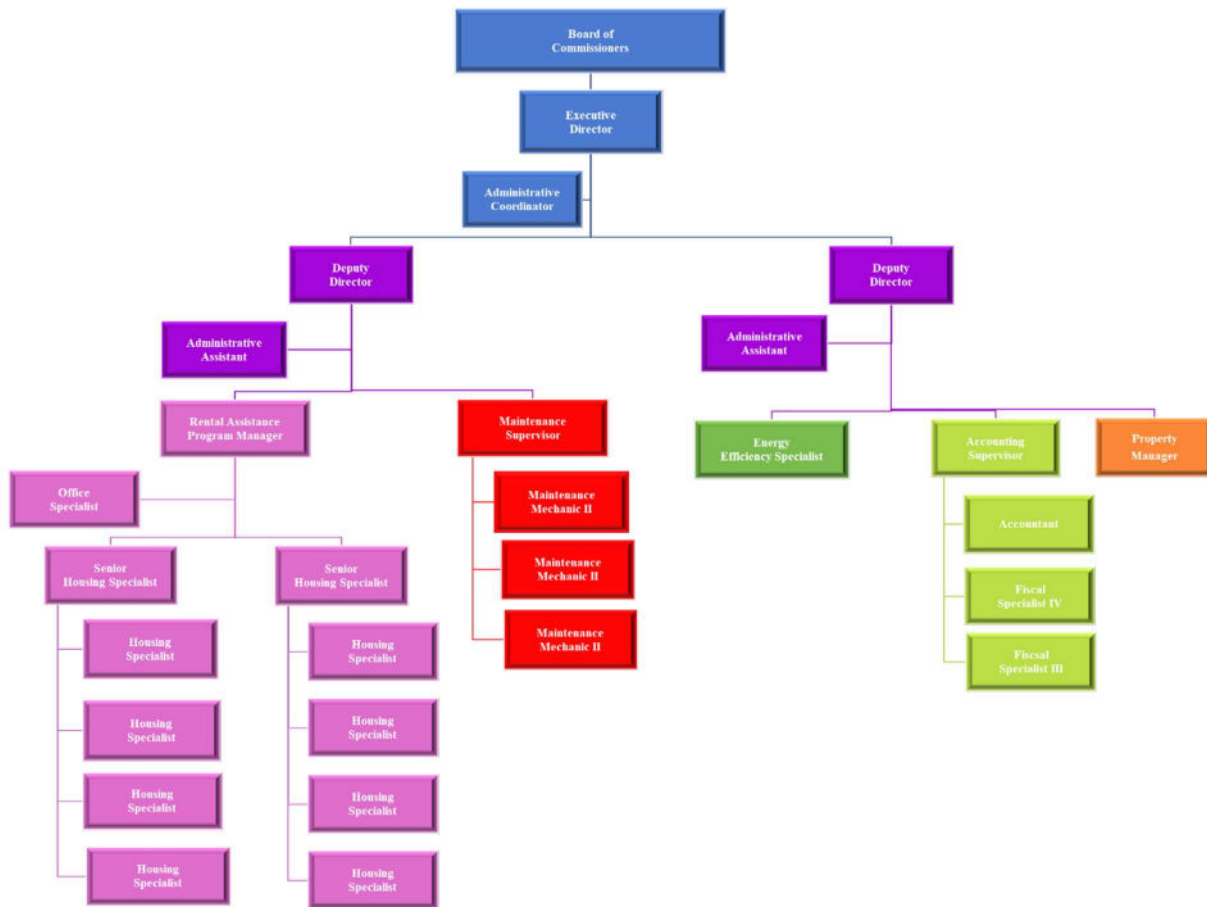 Board of
Commissioners
Executive
Director
Administrative
Coordinator
Deputy
Director
Deputy
Director
Administrative
Assistant
Administrative
Assistant
Rental Assistance
Program Manager
Maintenance
Supervisor
Energy
Efficiency Specialist
Accounting
Supervisor
Property
Manager
Office
Specialist
Maintenance
Mechanic II
Maintenance
Mechanic II
Maintenance
Mechanic II
Accountant
Fiscal
Specialist IV
Fiscsal
Specialist III
Senior
Housing Specialist
Senior
Housing Specialist
Housing
Specialist
Housing
Specialist
Housing
Specialist
Housing
Specialist
Housing
Specialist
Housing
Specialist
Housing
Specialist
Housing
Specialist